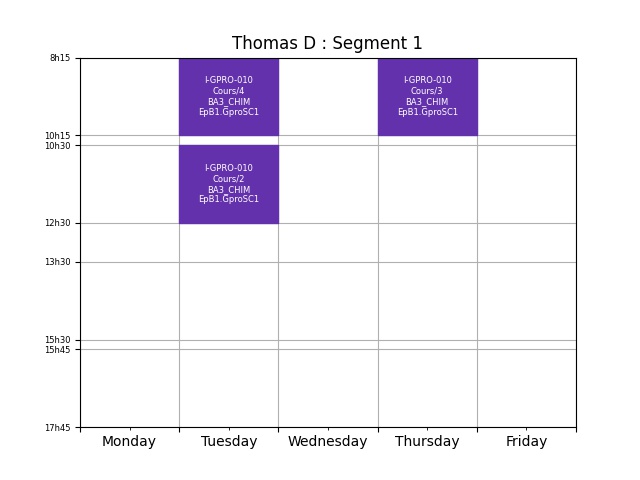 Thomas D : Segment 1
8h15
I-GPRO-010
Cours/4
BA3_CHIM
EpB1.GproSC1
I-GPRO-010
Cours/3
BA3_CHIM
EpB1.GproSC1
10h15
10h30
I-GPRO-010
Cours/2
BA3_CHIM
EpB1.GproSC1
12h30
13h30
15h30
15h45
17h45
Monday
Tuesday
Wednesday
Thursday
Friday